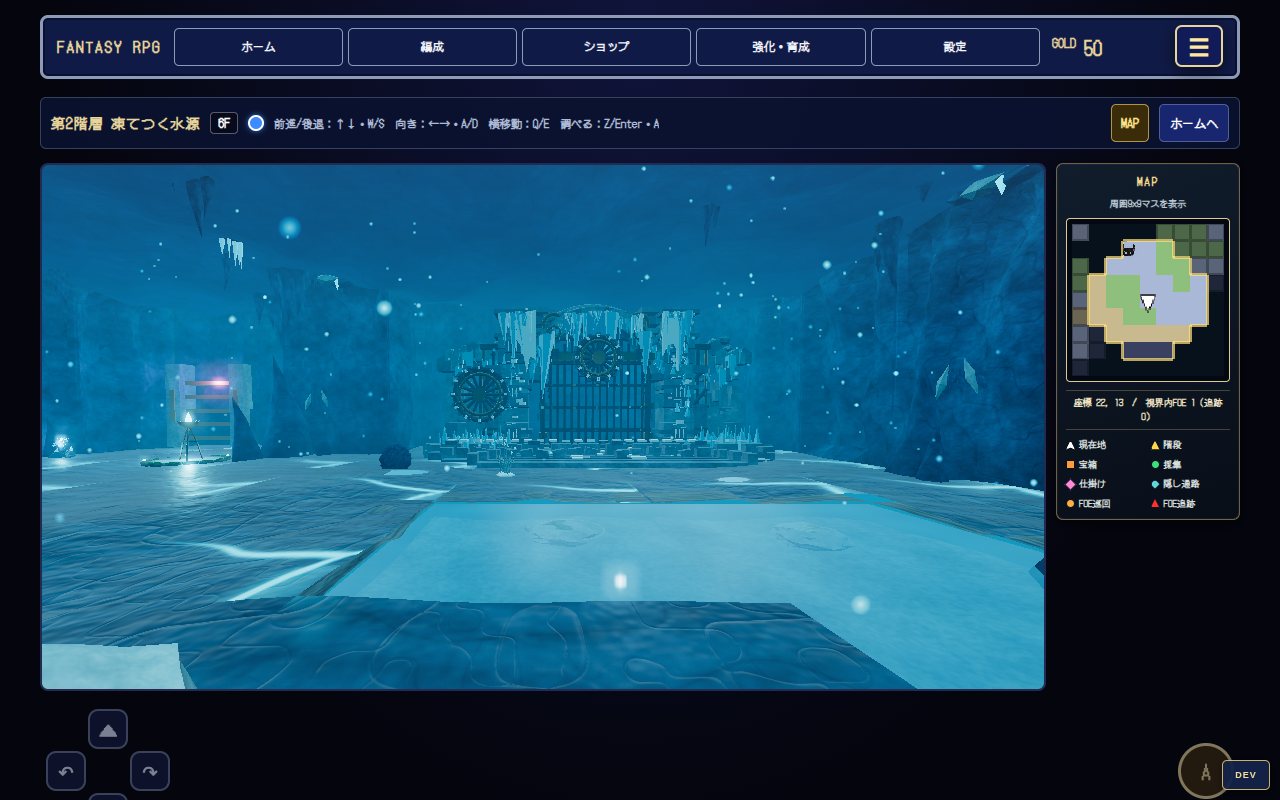 FANTASY RPG
ホーム
編成
ショップ
強化・育成
設定
GOLD 50
第2階層 凍てつく水源
6F
前進/後退：↑↓・W/S 向き：←→・A/D 横移動：Q/E 調べる：Z/Enter・A
MAP
ホームへ
MAP
周囲9x9マスを表示
座標 22, 13 / 視界内FOE 1 (追跡
0)
現在地
階段
宝箱
採集
仕掛け
隠し通路
FOE巡回
FOE追跡
A
DEV